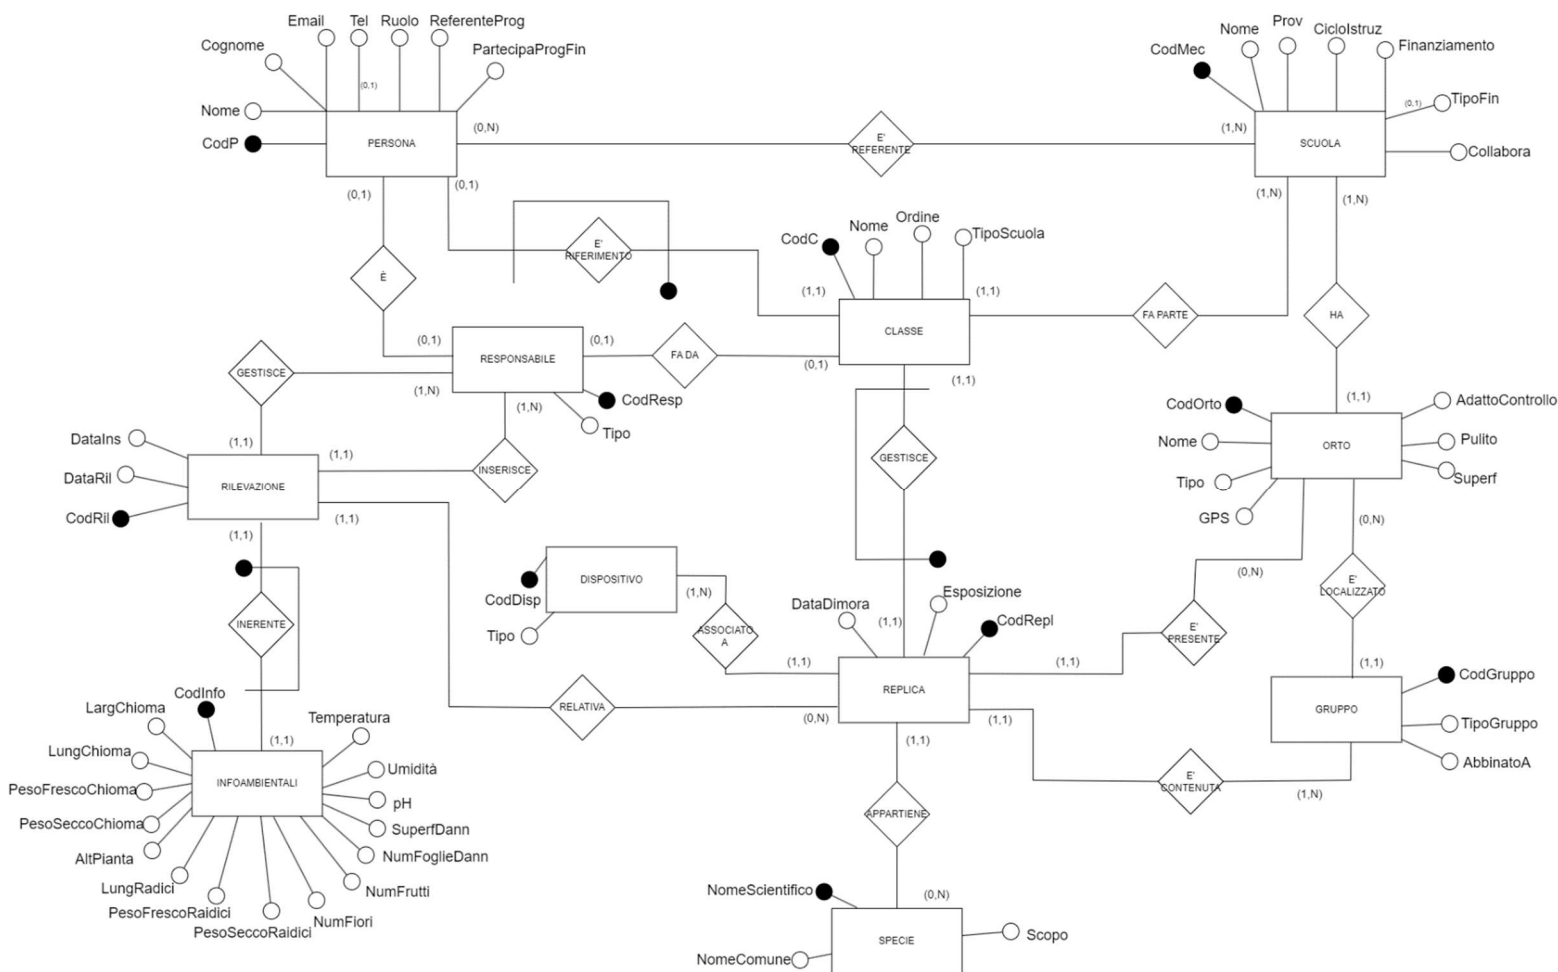 Email
Tel
Ruolo
ReferenteProg
Cognome
PartecipaProgFin
(0,1)
Nome
CodP
PERSONA
(0,N)
(0,1)
(0,1)
E'
REFERENTE
Prov
Nome
CicloIstruz
CodMec
Finanziamento
(0,1)
TipoFin
Collabora
(1,N)
SCUOLA
(1,N)
(1,N)
E'
RIFERIMENTO
È
CodC
Nome
Ordine
TipoScuola
(1,1)
(1,1)
CLASSE
(0,1)
(1,1)
FA PARTE
HA
(0,1)
(0,1)
RESPONSABILE
FA DA
(1,N)
(1,N)
CodResp
Tipo
GESTISCE
DataIns
DataRil
CodRil
(1,1)
(1,1)
RILEVAZIONE
(1,1)
(1,1)
INSERISCE
GESTISCE
(1,1)
CodOrto
AdattoControllo
Nome
ORTO
Pulito
Tipo
Superf
GPS
(0,N)
(0,N)
E'
LOCALIZZATO
E'
PRESENTE
INERENTE
DISPOSITIVO
CodDisp
(1,N)
Tipo
ASSOCIATO
A
DataDimora
Esposizione
CodRepl
(1,1)
(1,1)
(1,1)
REPLICA
(0,N)
(1,1)
(1,1)
RELATIVA
(1,1)
CodGruppo
GRUPPO
TipoGruppo
AbbinatoA
(1,N)
E'
CONTENUTA
CodInfo
LargChioma
Temperatura
LungChioma
(1,1)
Umidità
PesoFrescoChioma
INFOAMBIENTALI
pH
PesoSeccoChioma
SuperfDann
AltPianta
NumFoglieDann
LungRadici
NumFrutti
PesoFrescoRaidici
NumFiori
PesoSeccoRaidici
APPARTIENE
NomeScientifico
(0,N)
SPECIE
Scopo
NomeComune